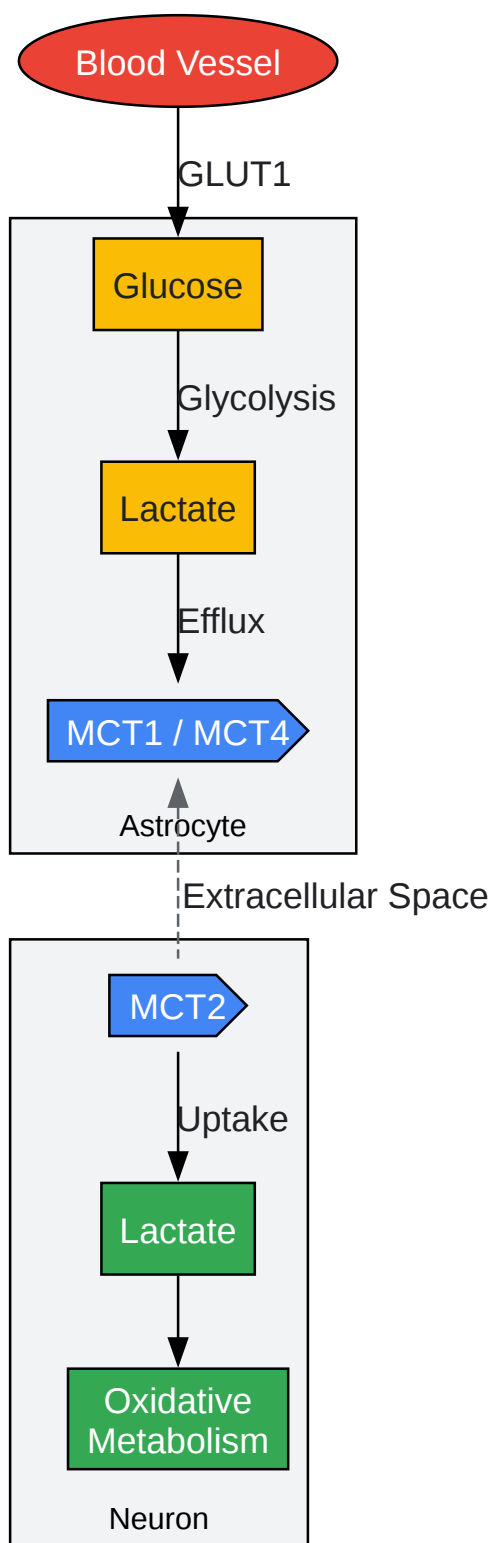 Blood Vessel
GLUT1
Glucose
Glycolysis
Lactate
Efflux
MCT1 / MCT4
Astrocyte
Extracellular Space
MCT2
Uptake
Lactate
Oxidative
Metabolism
Neuron